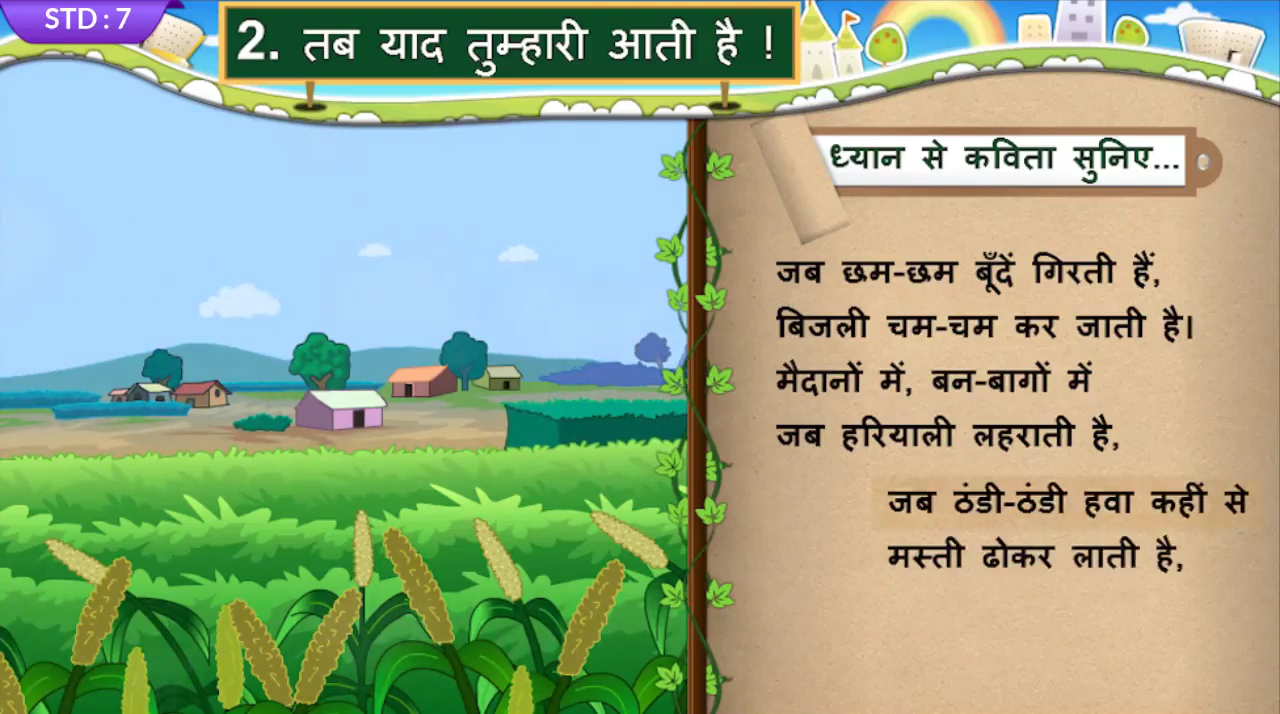 STD : 7
2. तब याद तुम्हारी आती है !
ध्यान से कविता सुनिए...
जब छम-छम बूँदें गिरती हैं,
बिजली चम-चम कर जाती है।
मैदानों में, बन-बागों में
जब हरियाली लहराती है,
जब ठंडी-ठंडी हवा कहीं से
मस्ती ढोकर लाती है,